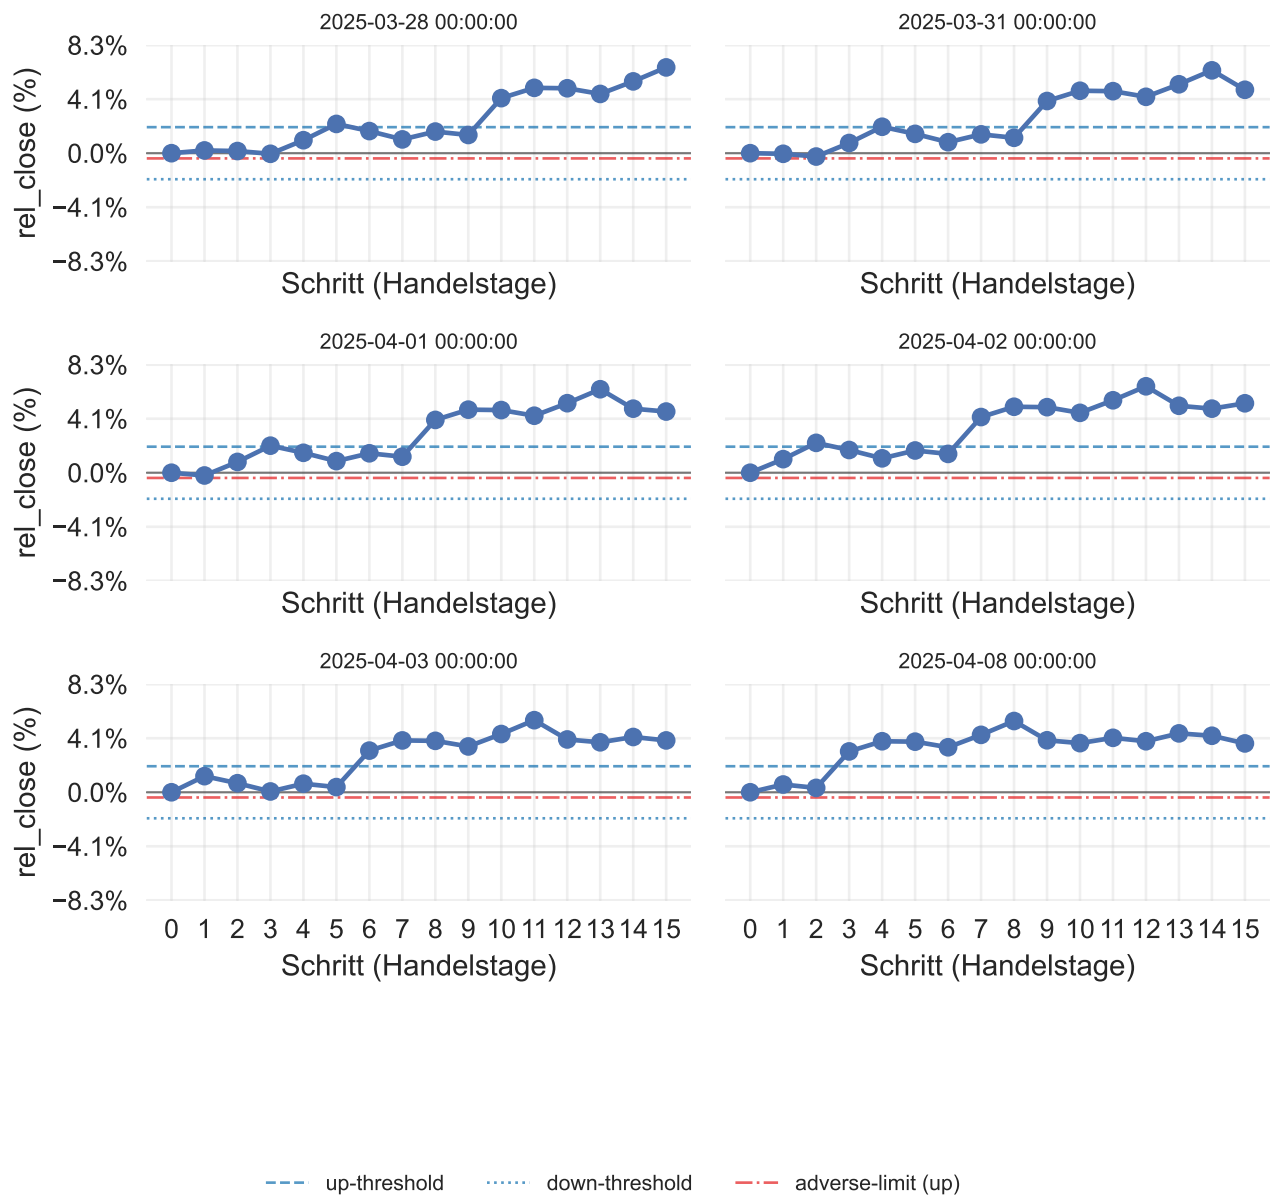 2025-03-28 00:00:00
2025-03-31 00:00:00
8.3%
4.1%
0.0%
−4.1%
−8.3%
rel_close (%)
Schritt (Handelstage)
Schritt (Handelstage)
2025-04-01 00:00:00
2025-04-02 00:00:00
8.3%
4.1%
0.0%
−4.1%
−8.3%
rel_close (%)
Schritt (Handelstage)
Schritt (Handelstage)
2025-04-03 00:00:00
2025-04-08 00:00:00
8.3%
4.1%
0.0%
−4.1%
−8.3%
rel_close (%)
0 1 2 3 4 5 6 7 8 9 10 11 12 13 14 15
0 1 2 3 4 5 6 7 8 9 10 11 12 13 14 15
Schritt (Handelstage)
Schritt (Handelstage)
up-threshold
down-threshold
adverse-limit (up)